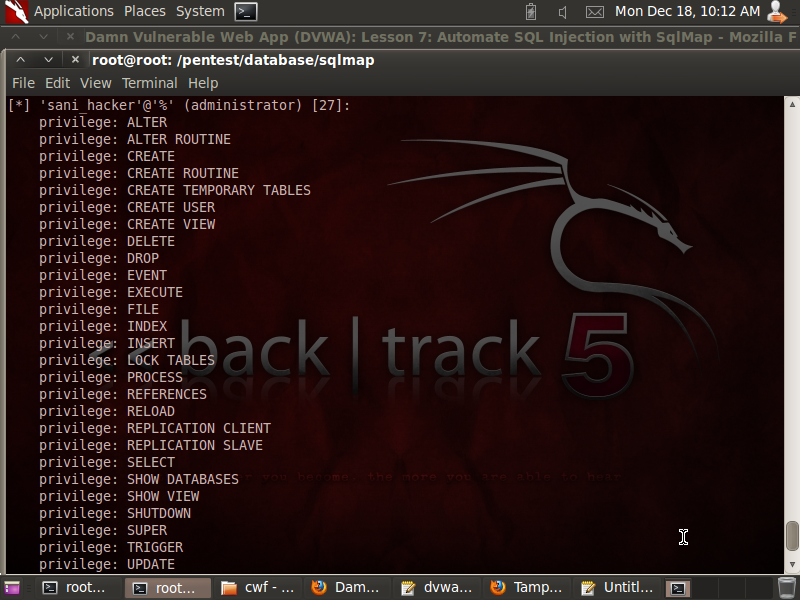 Applications Places System Mon Dec 18, 10:12 AM
Damn Vulnerable Web App (DVWA): Lesson 7: Automate SQL Injection with SqlMap - Mozilla F
root@root: /pentest/database/sqlmap
File Edit View Terminal Help
[*] 'sani_hacker'@'%' (administrator) [27]:
privilege: ALTER
privilege: ALTER ROUTINE
privilege: CREATE
privilege: CREATE ROUTINE
privilege: CREATE TEMPORARY TABLES
privilege: CREATE USER
privilege: CREATE VIEW
privilege: DELETE
privilege: DROP
privilege: EVENT
privilege: EXECUTE
privilege: FILE
privilege: INDEX
privilege: INSERT
privilege: LOCK TABLES
privilege: PROCESS
privilege: REFERENCES
privilege: RELOAD
privilege: REPLICATION CLIENT
privilege: REPLICATION SLAVE
privilege: SELECT
privilege: SHOW DATABASES
privilege: SHOW VIEW
privilege: SHUTDOWN
privilege: SUPER
privilege: TRIGGER
privilege: UPDATE
<< back | track 5
you become, the more you are able to hear
root... root... cwf - ... Dam... dvwa... Tamp... Untitl...